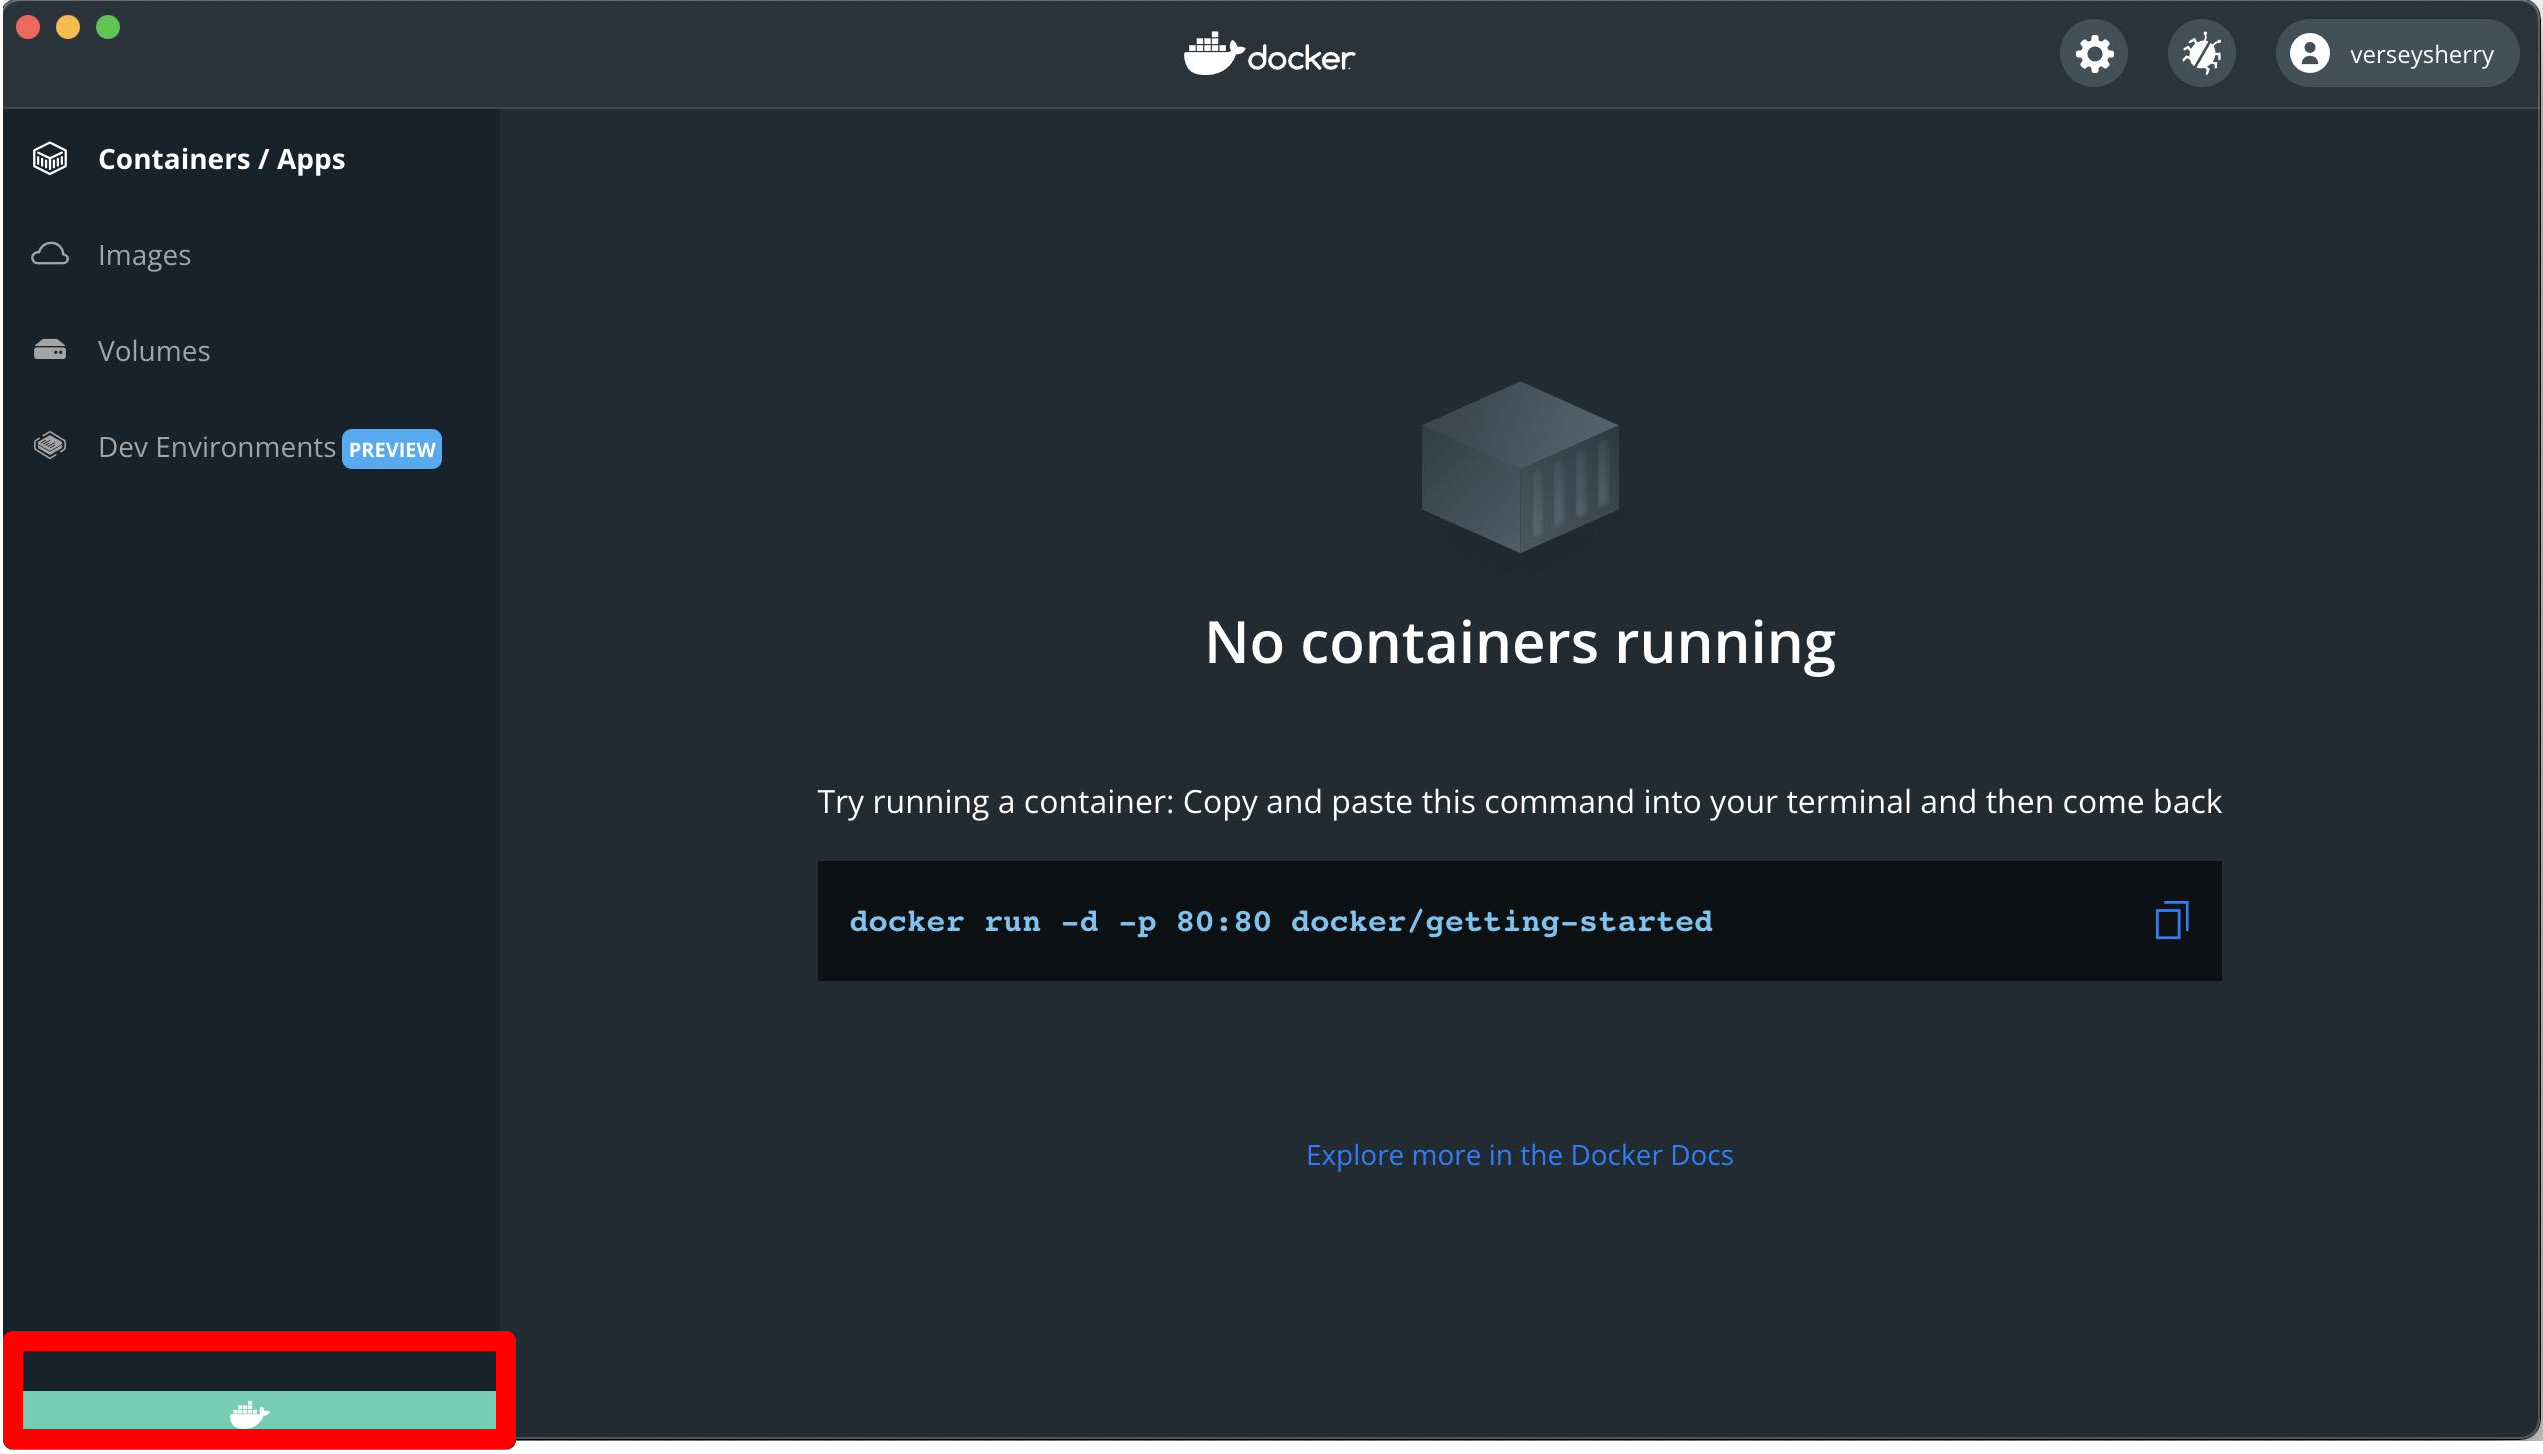 docker
verseysherry
Containers / Apps
Images
Volumes
Dev Environments PREVIEW
No containers running
Try running a container: Copy and paste this command into your terminal and then come back
docker run -d -p 80:80 docker/getting-started
Explore more in the Docker Docs